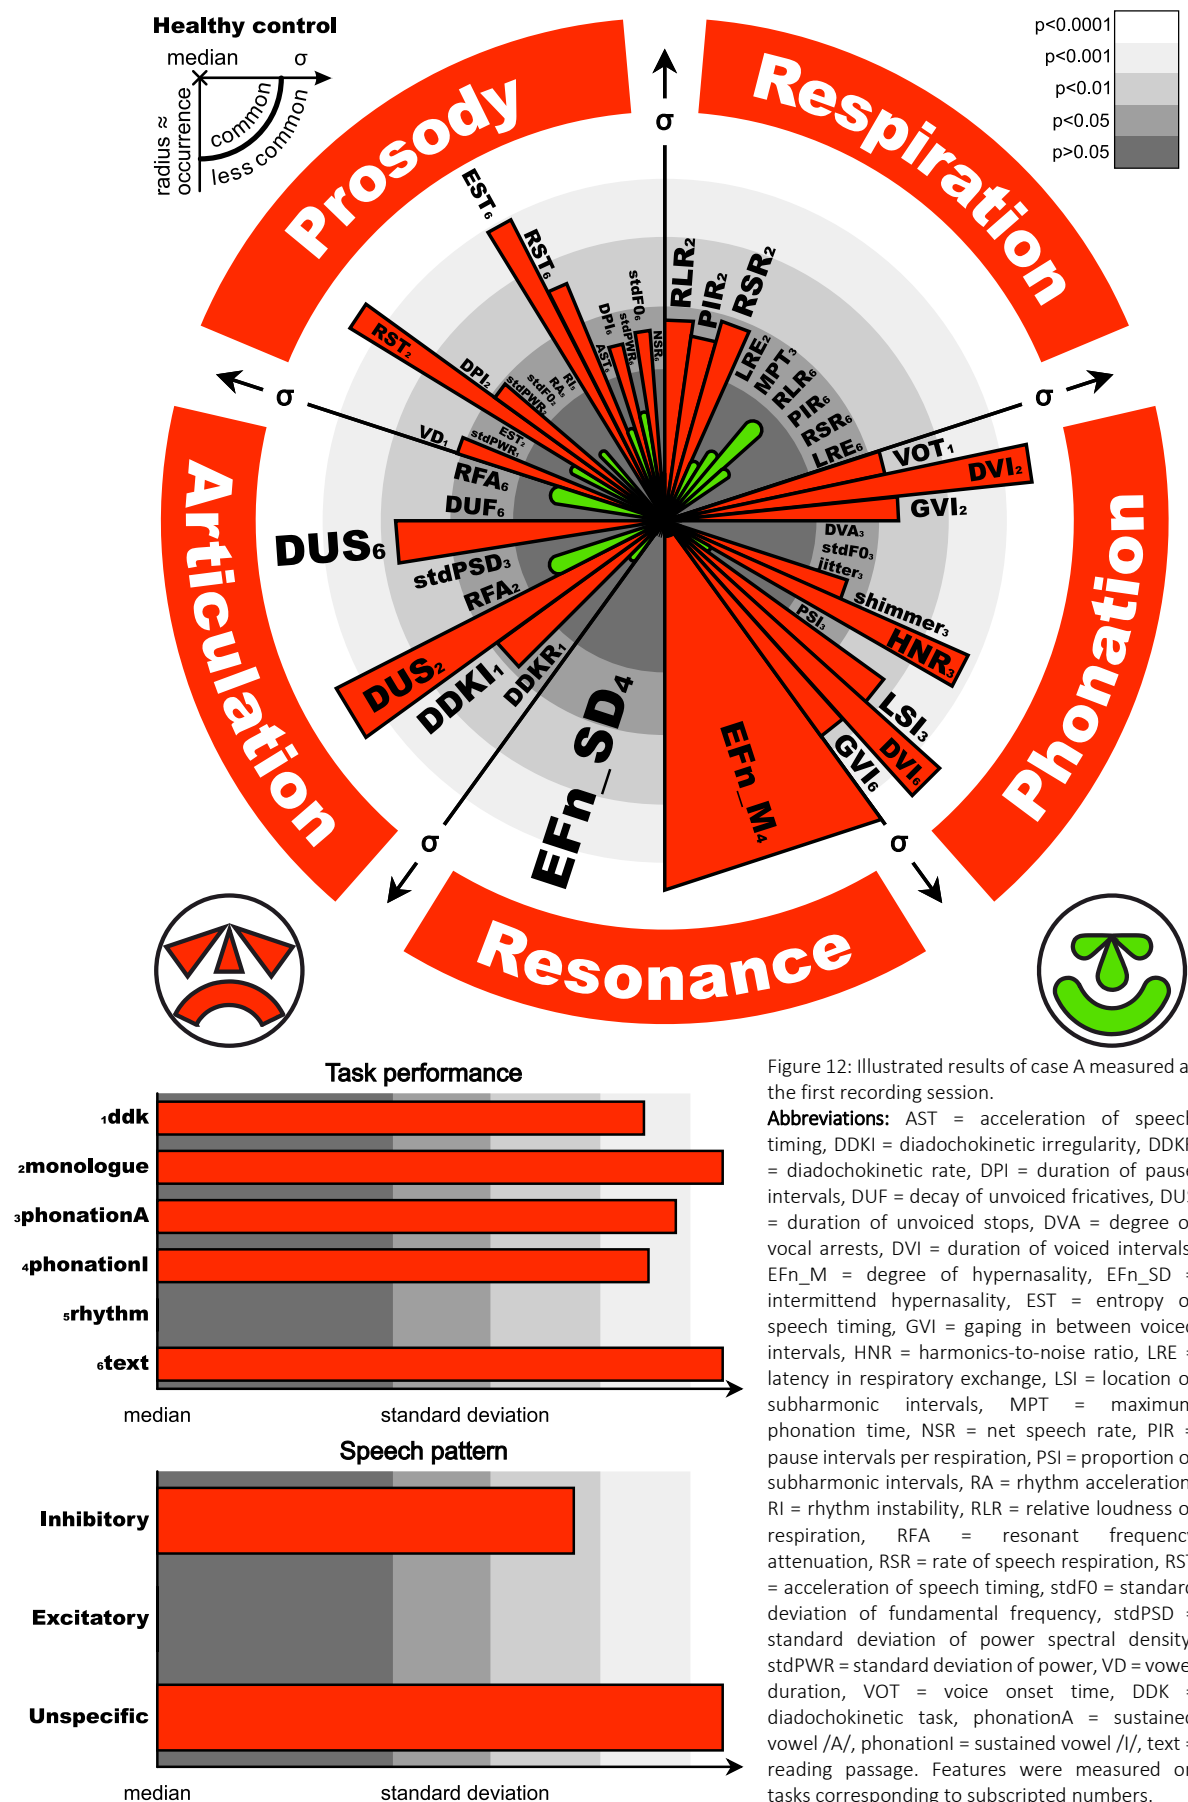 Healthy control
median σ
radius ≈
occurrence
common
less common
p<0.0001
p<0.001
p<0.01
p<0.05
p>0.05
Prosody
Respiration
Phonation
Resonance
Articulation
σ
σ
σ
σ
σ
EST₆
RST₆
DPI₆
AST₆
stdPWR₆
stdF0₆
NSR₆
RST₂
DPI₂
stdPWR₂
stdF0₂
RA₅
RI₅
EST₂
stdPWR₁
RLR₂
PIR₂
RSR₂
LRE₂
MPT₃
RLR₆
PIR₆
RSR₆
LRE₆
VOT₁
DVI₂
GVI₂
DVA₃
stdF0₃
jitter₃
shimmer₃
HNR₃
PSI₃
LSI₃
DVI₆
GVI₆
EFn_M₄
EFn_SD₄
VD₁
RFA₆
DUF₆
DUS₆
stdPSD₃
RFA₂
DUS₂
DDKI₁
DDKR₁
Task performance
₁ddk
₂monologue
₃phonationA
₄phonationI
₅rhythm
₆text
median standard deviation
Speech pattern
Inhibitory
Excitatory
Unspecific
median standard deviation
Figure 12: Illustrated results of case A measured a
the first recording session.
Abbreviations: AST = acceleration of speech
timing, DDKI = diadochokinetic irregularity, DDKR
= diadochokinetic rate, DPI = duration of pause
intervals, DUF = decay of unvoiced fricatives, DUS
= duration of unvoiced stops, DVA = degree o
vocal arrests, DVI = duration of voiced intervals
EFn_M = degree of hypernasality, EFn_SD =
intermittend hypernasality, EST = entropy o
speech timing, GVI = gaping in between voiced
intervals, HNR = harmonics-to-noise ratio, LRE =
latency in respiratory exchange, LSI = location o
subharmonic intervals, MPT = maximum
phonation time, NSR = net speech rate, PIR =
pause intervals per respiration, PSI = proportion o
subharmonic intervals, RA = rhythm acceleration
RI = rhythm instability, RLR = relative loudness o
respiration, RFA = resonant frequency
attenuation, RSR = rate of speech respiration, RST
= acceleration of speech timing, stdF0 = standard
deviation of fundamental frequency, stdPSD =
standard deviation of power spectral density
stdPWR = standard deviation of power, VD = vowe
duration, VOT = voice onset time, DDK =
diadochokinetic task, phonationA = sustained
vowel /A/, phonationI = sustained vowel /I/, text =
reading passage. Features were measured on
tasks corresponding to subscripted numbers.